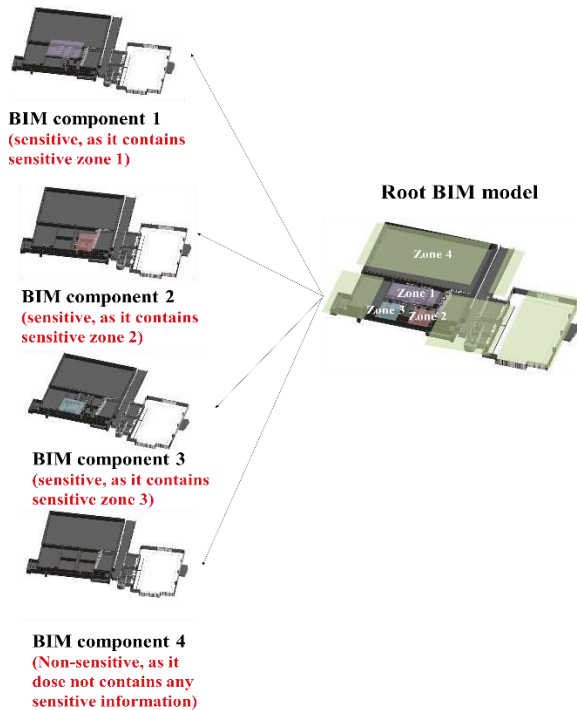 BIM component 1
(sensitive, as it contains
sensitive zone 1)
Root BIM model
Zone 4
Zone 1
Zone 3
Zone 2
BIM component 2
(sensitive, as it contains
sensitive zone 2)
BIM component 3
(sensitive, as it contains
sensitive zone 3)
BIM component 4
(Non-sensitive, as it
dose not contains any
sensitive information)